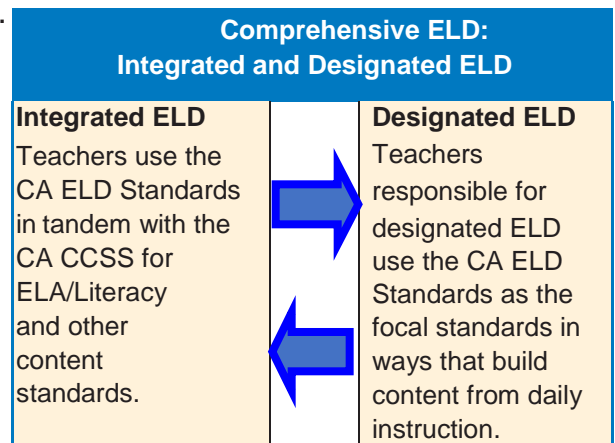 .
Comprehensive ELD:
Integrated and Designated ELD
Integrated ELD
Teachers use the
CA ELD Standards
in tandem with the
CA CCSS for
ELA/Literacy
and other
content
standards.
Designated ELD
Teachers
responsible for
designated ELD
use the CA ELD
Standards as the
focal standards in
ways that build
content from daily
instruction.